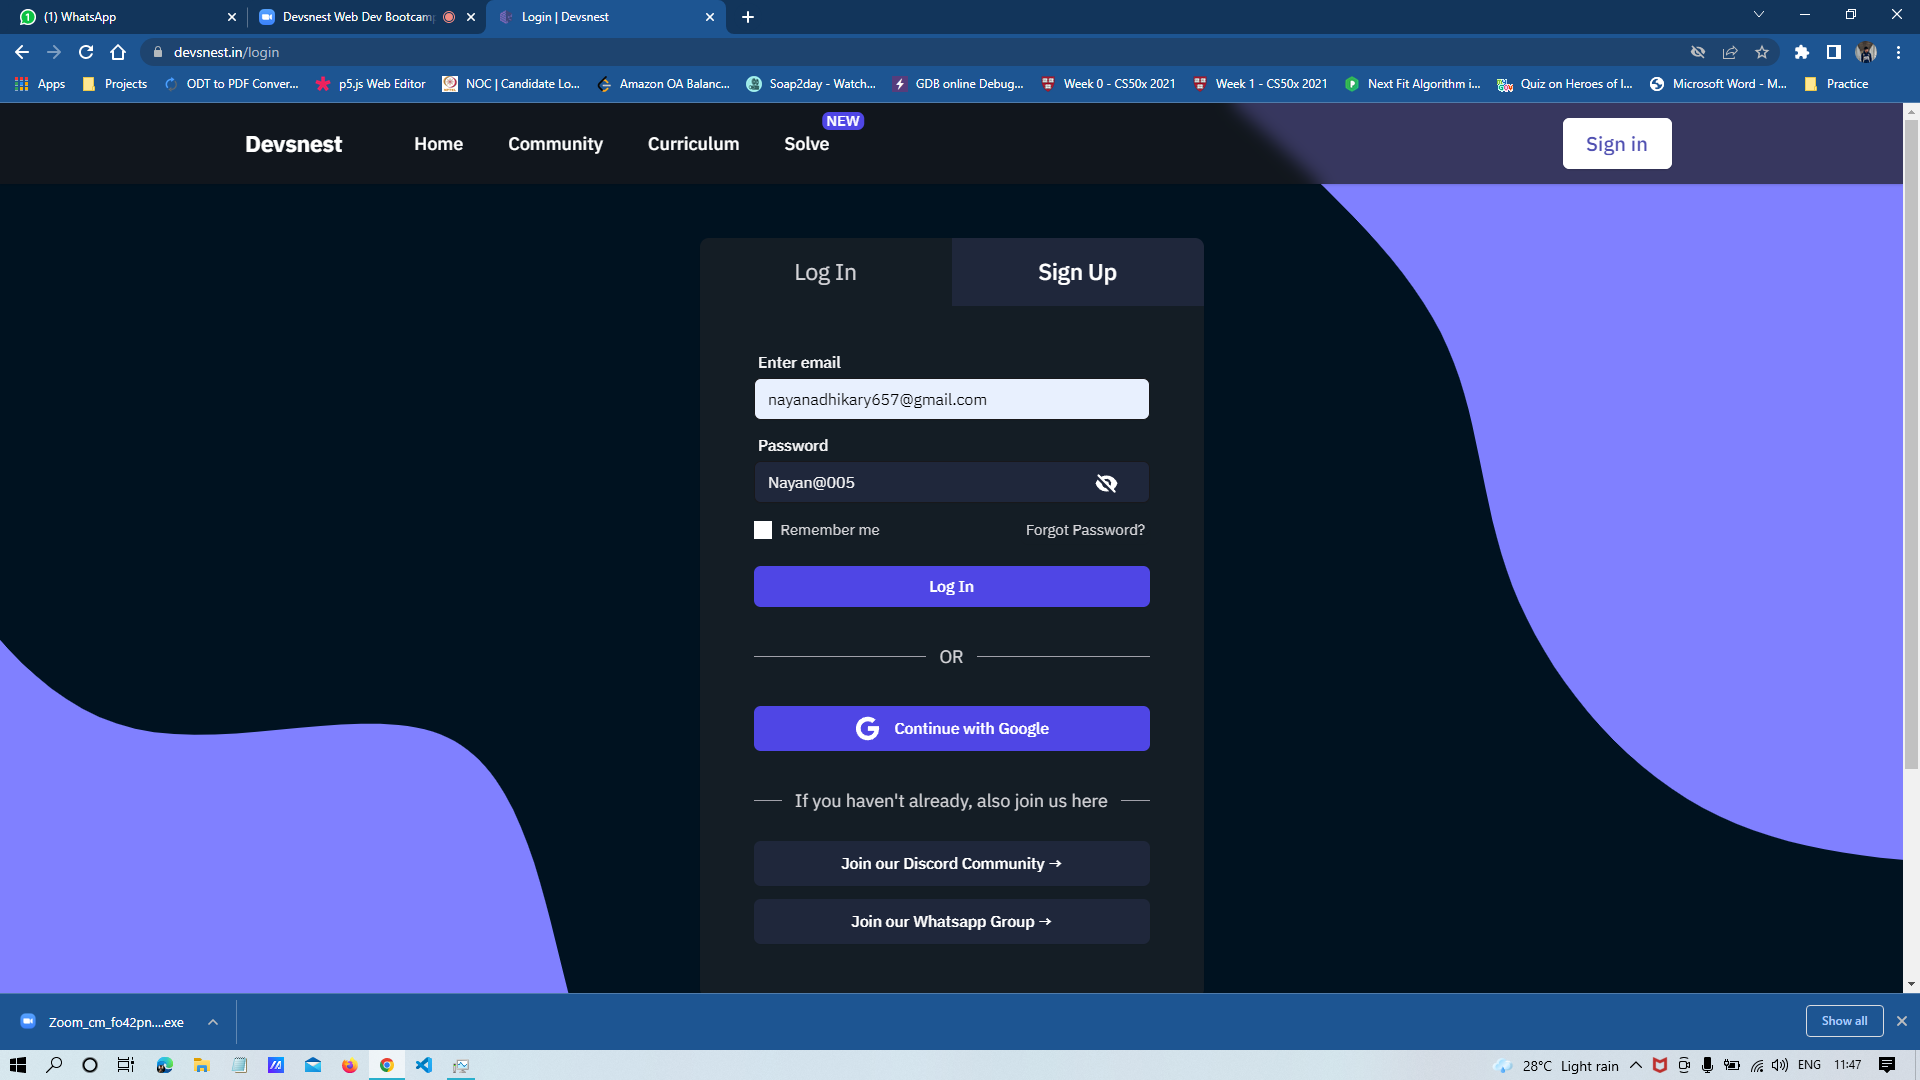 (1) WhatsApp
Devsnest Web Dev Bootcamp
Login | Devsnest
devsnest.in/login
Apps
Projects
ODT to PDF Conver...
p5.js Web Editor
NOC | Candidate Lo...
Amazon OA Balanc...
Soap2day - Watch...
GDB online Debug...
Week 0 - CS50x 2021
Week 1 - CS50x 2021
Next Fit Algorithm i...
Quiz on Heroes of I...
Microsoft Word - M...
Practice
Devsnest
Home
Community
Curriculum
Solve
NEW
Sign in
Log In
Sign Up
Enter email
nayanadhikary657@gmail.com
Password
Nayan@005
Remember me
Forgot Password?
Log In
OR
Continue with Google
If you haven't already, also join us here
Join our Discord Community →
Join our Whatsapp Group →
Zoom_cm_fo42pn....exe
Show all
28°C Light rain
ENG
11:47